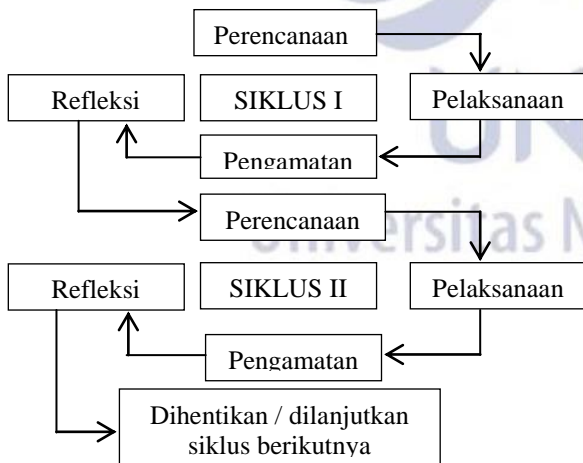 Perencanaan
Refleksi
SIKLUS I
Pelaksanaan
Pengamatan
Perencanaan
Refleksi
SIKLUS II
Pelaksanaan
Pengamatan
Dihentikan / dilanjutkan
siklus berikutnya